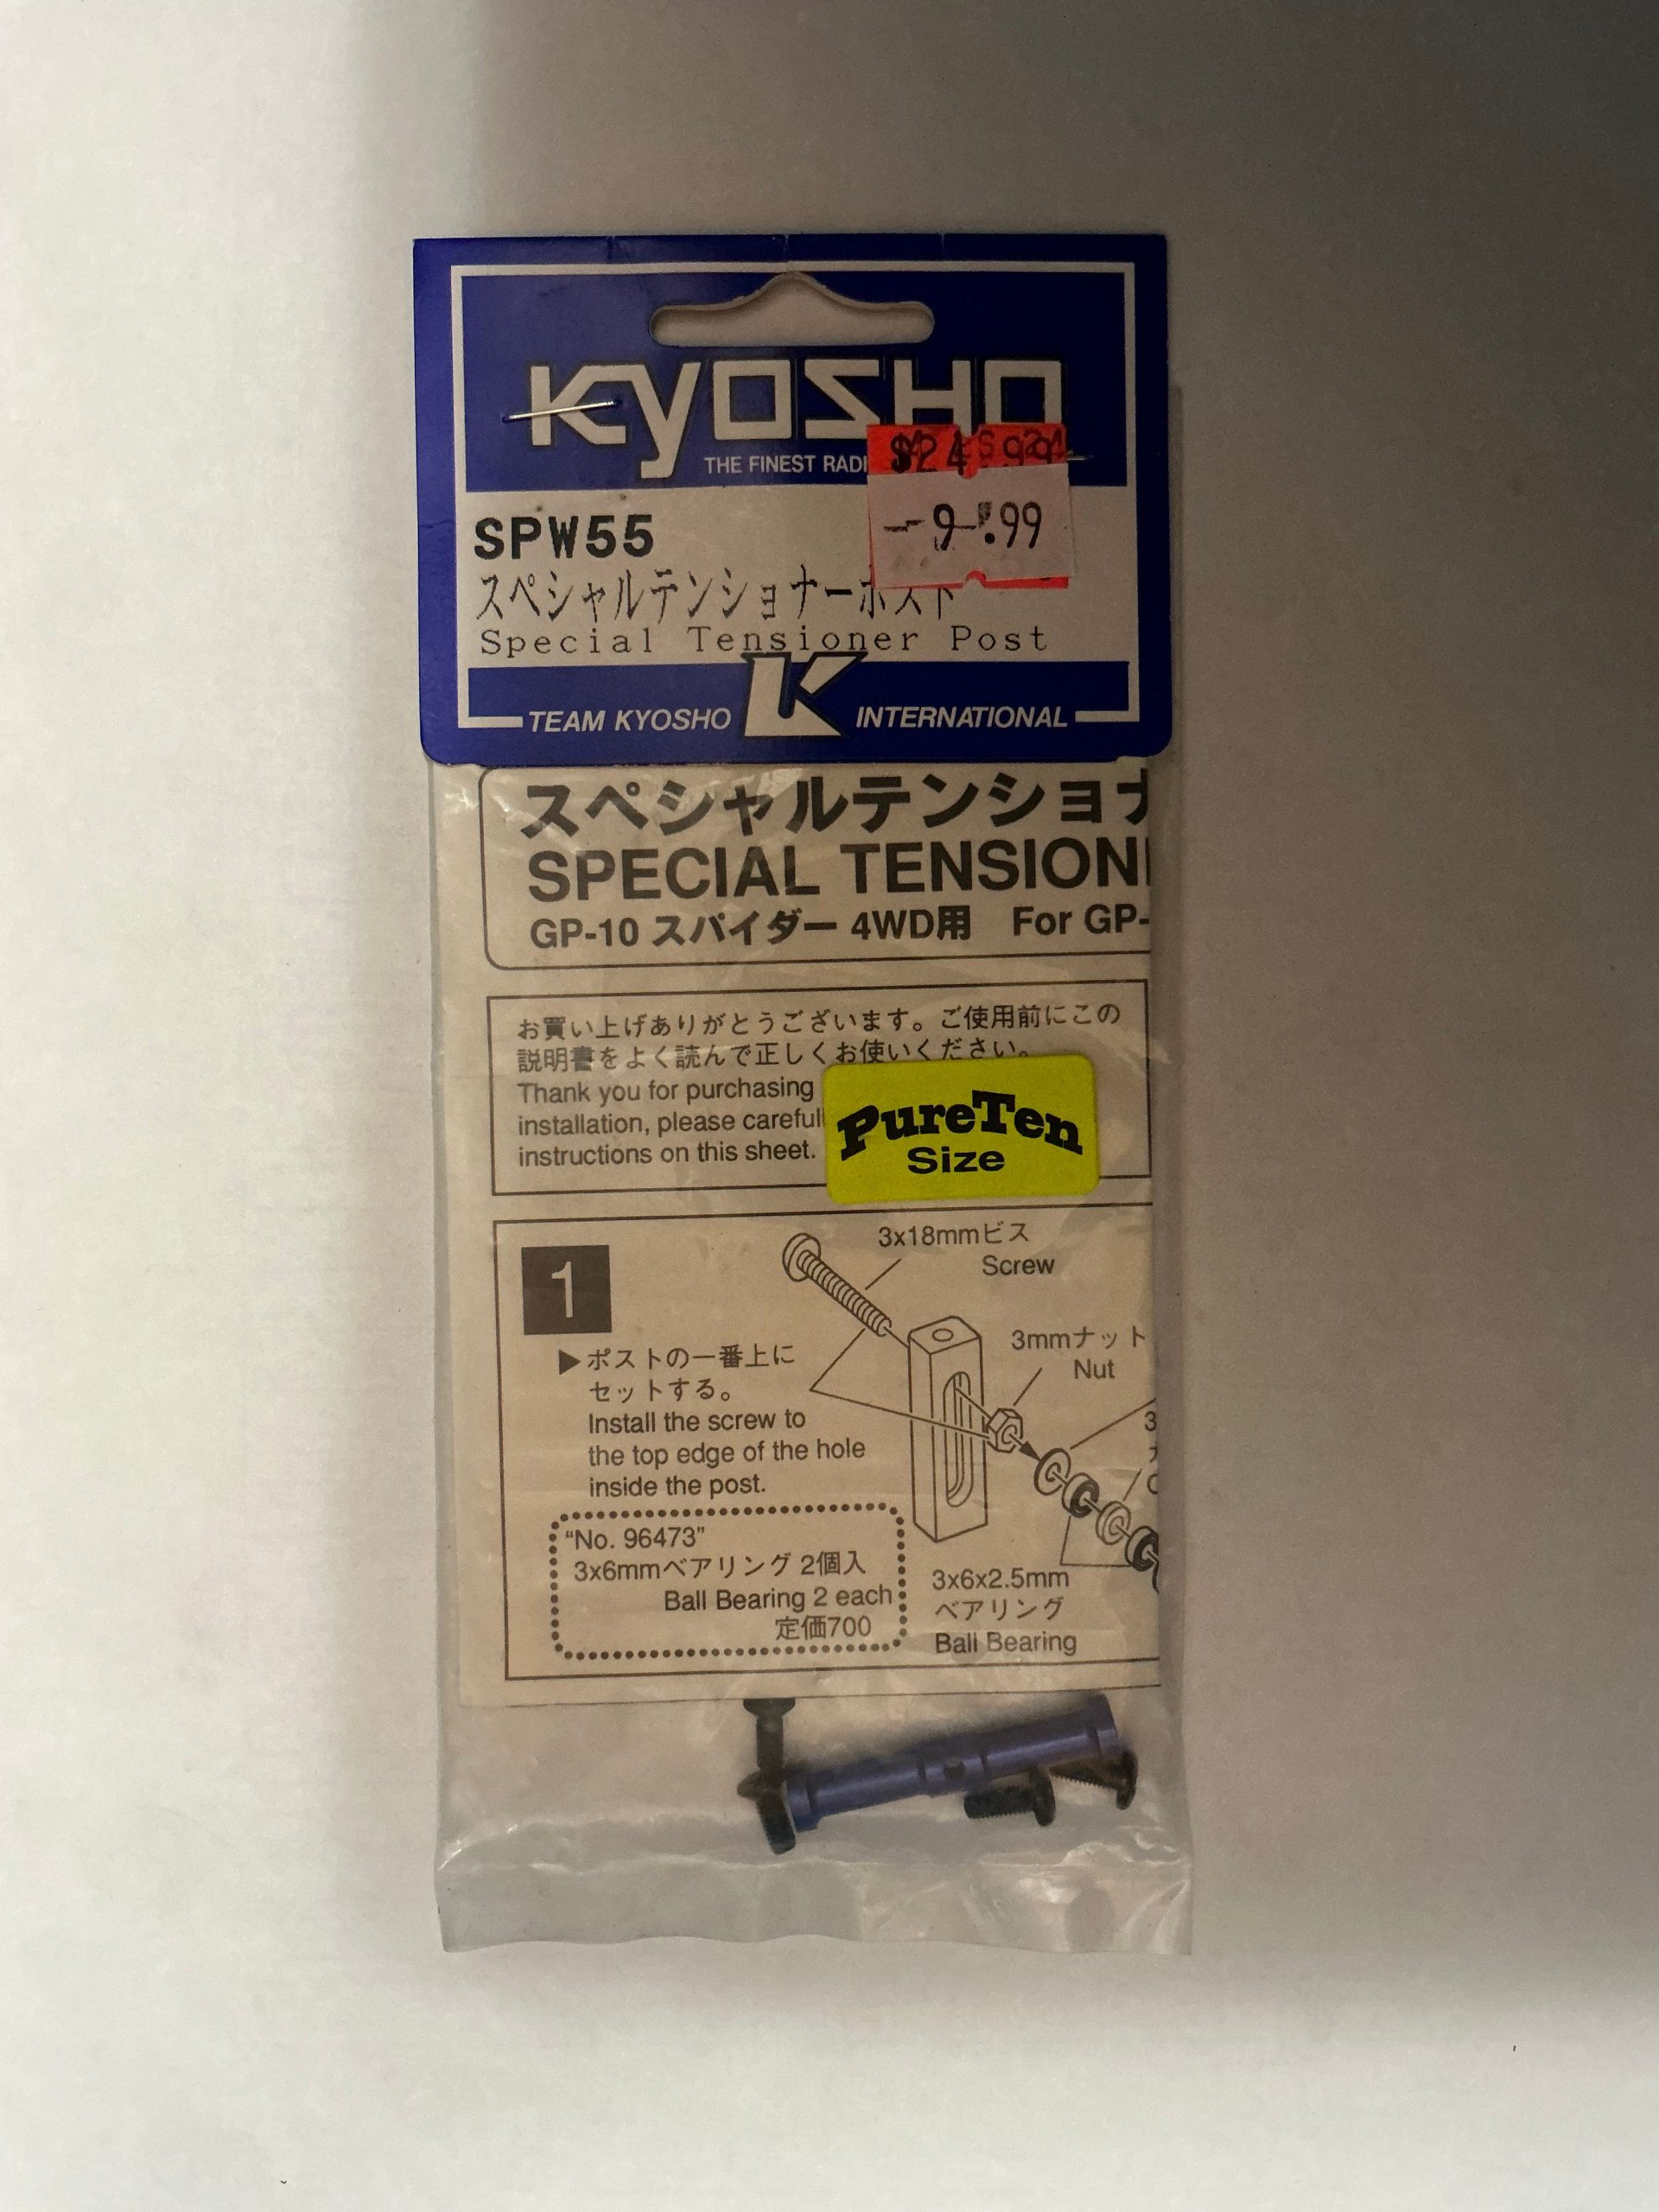 KYOSHO
THE FINEST RADI
$24.99
9.99
SPW55
スペシャルテンショナーポスト
Special Tensioner Post
TEAM KYOSHO K INTERNATIONAL
スペシャルテンショナ
SPECIAL TENSION
GP-10 スパイダー 4WD用 For GP-
お買い上げありがとうございます。ご使用前にこの
説明書をよく読んで正しくお使いください。
Thank you for purchasing
installation, please careful
instructions on this sheet.
PureTen
Size
1
3x18mmビス
Screw
3mmナット
Nut
▶ポストの一番上に
セットする。
Install the screw to
the top edge of the hole
inside the post.
3
“No. 96473”
3x6mmベアリング 2個入
Ball Bearing 2 each
定価700
3x6x2.5mm
ベアリング
Ball Bearing